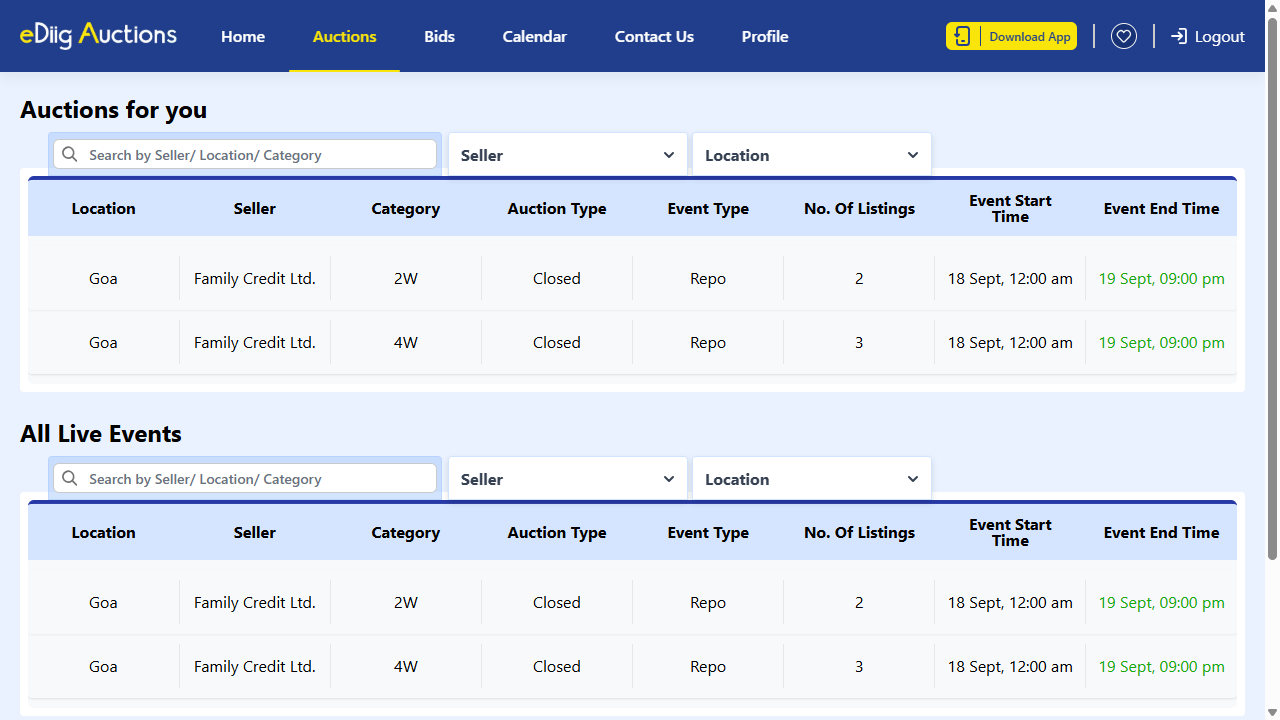 eDiig Auctions
Home
Auctions
Bids
Calendar
Contact Us
Profile
Download App
Logout
Auctions for you
Search by Seller/ Location/ Category
Seller
Location
Location Seller Category Auction Type Event Type No. Of Listings Event Start Time Event End Time
Goa Family Credit Ltd. 2W Closed Repo 2 18 Sept, 12:00 am 19 Sept, 09:00 pm
Goa Family Credit Ltd. 4W Closed Repo 3 18 Sept, 12:00 am 19 Sept, 09:00 pm
All Live Events
Search by Seller/ Location/ Category
Seller
Location
Location Seller Category Auction Type Event Type No. Of Listings Event Start Time Event End Time
Goa Family Credit Ltd. 2W Closed Repo 2 18 Sept, 12:00 am 19 Sept, 09:00 pm
Goa Family Credit Ltd. 4W Closed Repo 3 18 Sept, 12:00 am 19 Sept, 09:00 pm